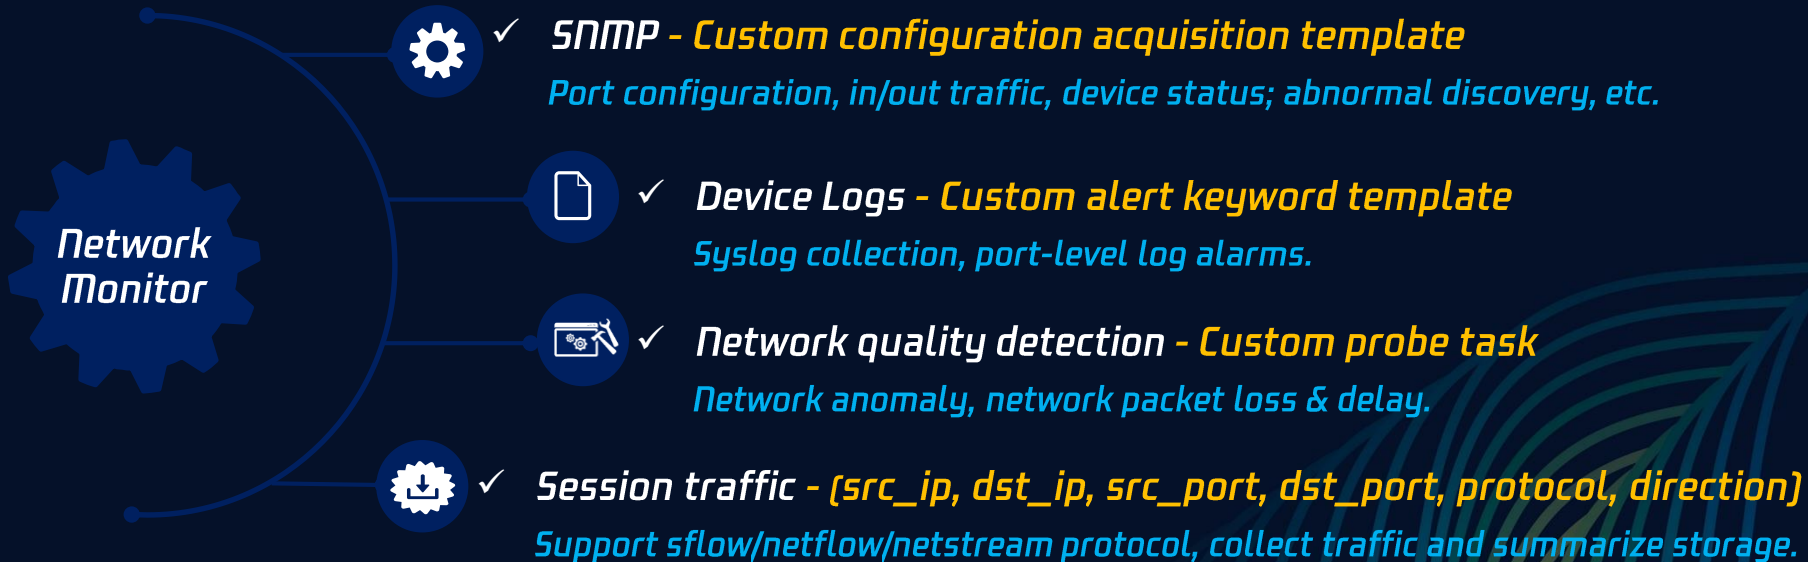 Network
Monitor
✓ SNMP - Custom configuration acquisition template
Port configuration, in/out traffic, device status; abnormal discovery, etc.
✓ Device Logs - Custom alert keyword template
Syslog collection, port-level log alarms.
✓ Network quality detection - Custom probe task
Network anomaly, network packet loss & delay.
✓ Session traffic - (src_ip, dst_ip, src_port, dst_port, protocol, direction)
Support sflow/netflow/netstream protocol, collect traffic and summarize storage.